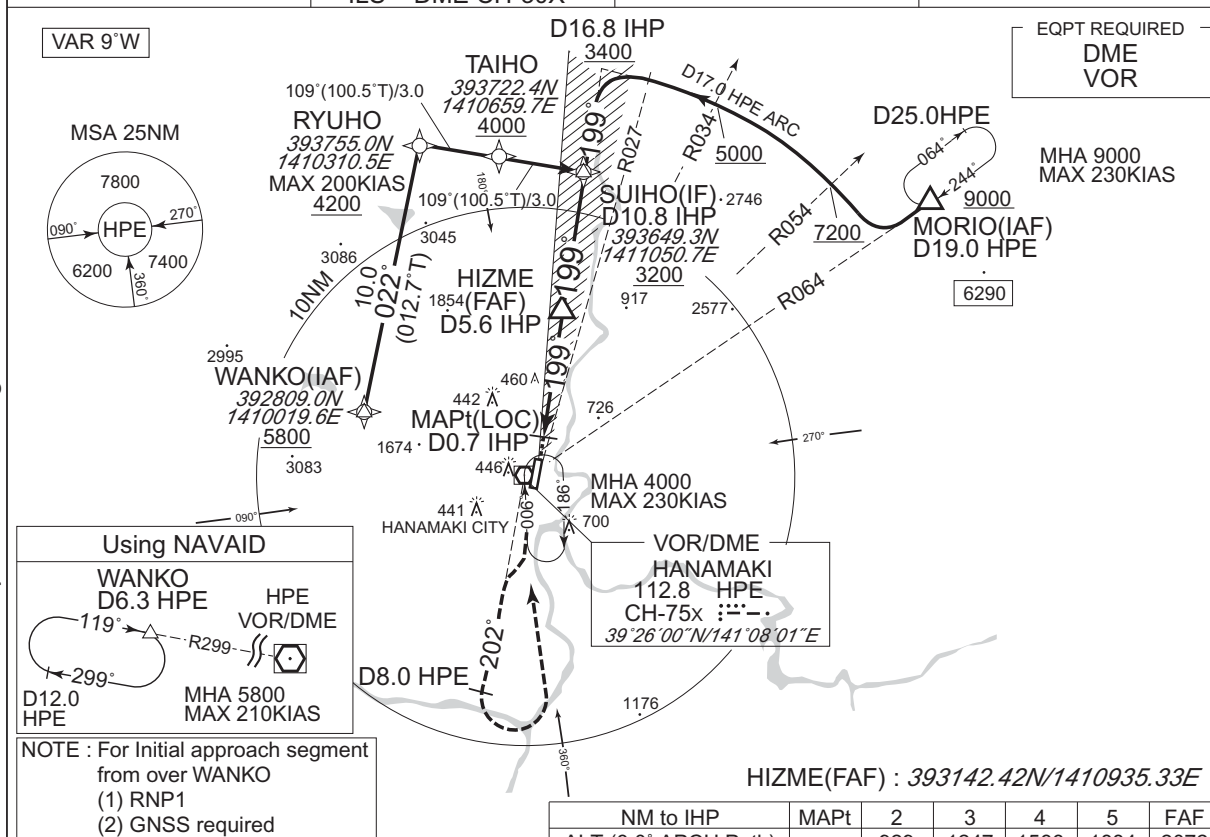 ILS - DME CH-56X
VAR 9°W
EQPT REQUIRED
DME
VOR
D16.8 IHP
3400
TAIHO
393722.4N
1410659.7E
4000
109°(100.5°T)/3.0
RYUHO
393755.0N
1410310.5E
MAX 200KIAS
4200
109°(100.5°T)/3.0
D17.0 HPE ARC
5000
7200
R027
R034
R054
R064
D25.0HPE
064°
244°
MHA 9000
MAX 230KIAS
9000
MORIO(IAF)
D19.0 HPE
6290
MSA 25NM
7800
HPE
090°
270°
6200
7400
360°
199°
SUIHO(IF)
D10.8 IHP
393649.3N
1411050.7E
3200
2746
180°
3045
3086
10NM
10.0
022°
(012.7°T)
199°
HIZME
(FAF)
D5.6 IHP
1854
917
2577
2995
WANKO(IAF)
392809.0N
1410019.6E
5800
3083
199°
460
442
726
MAPt(LOC)
D0.7 IHP
1674
446
270°
441
HANAMAKI CITY
006°
186°
MHA 4000
MAX 230KIAS
700
090°
VOR/DME
HANAMAKI
112.8 HPE
CH-75x
39°26′00″N/141°08′01″E
Using NAVAID
WANKO
D6.3 HPE
HPE
VOR/DME
119°
R299
299°
D12.0
HPE
MHA 5800
MAX 210KIAS
202°
D8.0 HPE
1176
360°
NOTE : For Initial approach segment
from over WANKO
(1) RNP1
(2) GNSS required
HIZME(FAF) : 393142.42N/1410935.33E
NM to IHP MAPt 2 3 4 5 FAF